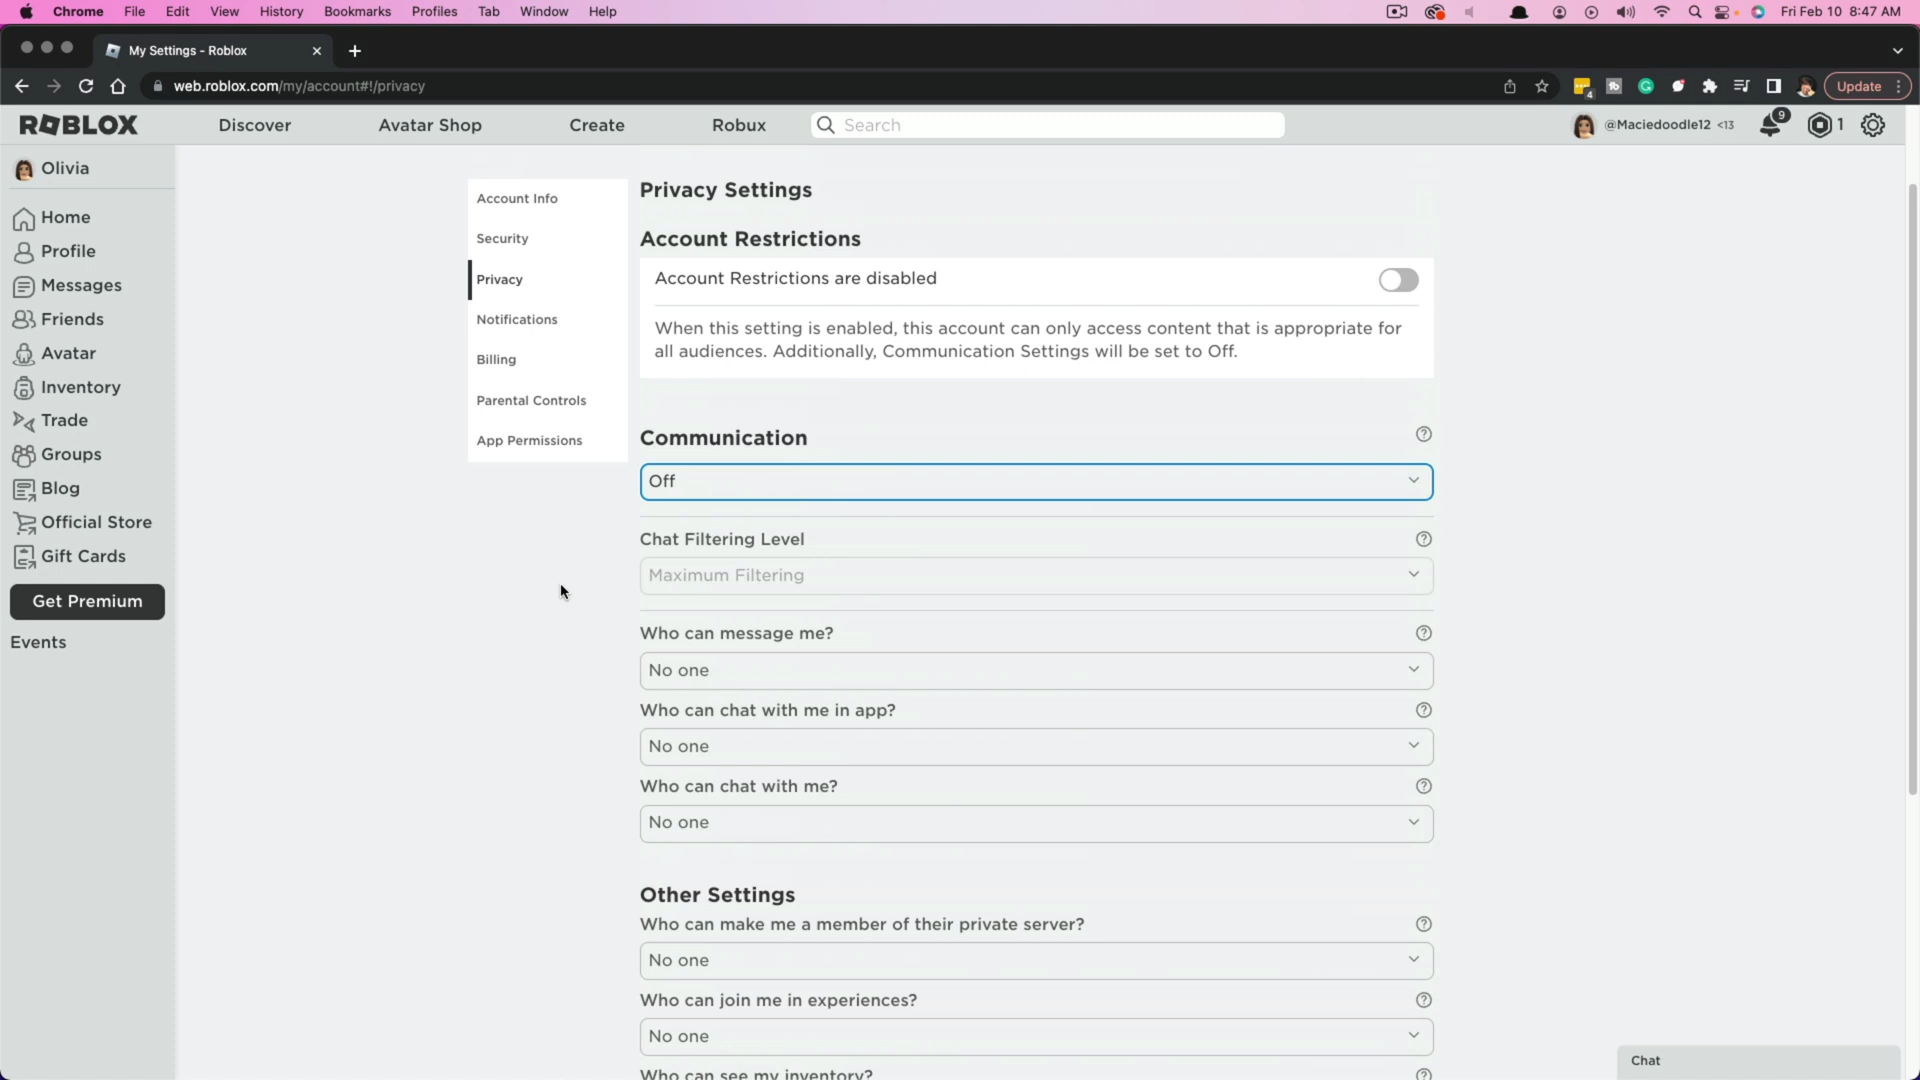 Chrome File Edit View History Bookmarks Profiles Tab Window Help Fri Feb 10 8:47 AM
My Settings - Roblox
web.roblox.com/my/account#!/privacy 4 Update
ROBLOX Discover Avatar Shop Create Robux Search @Maciedoodle12 <13 9 1
Olivia
Home
Profile
Messages
Friends
Avatar
Inventory
Trade
Groups
Blog
Official Store
Gift Cards
Get Premium
Events
Account Info
Security
Privacy
Notifications
Billing
Parental Controls
App Permissions
Privacy Settings
Account Restrictions
Account Restrictions are disabled
When this setting is enabled, this account can only access content that is appropriate for
all audiences. Additionally, Communication Settings will be set to Off.
Communication
Off
Chat Filtering Level
Maximum Filtering
Who can message me?
No one
Who can chat with me in app?
No one
Who can chat with me?
No one
Other Settings
Who can make me a member of their private server?
No one
Who can join me in experiences?
No one
Who can see my inventory?
Chat